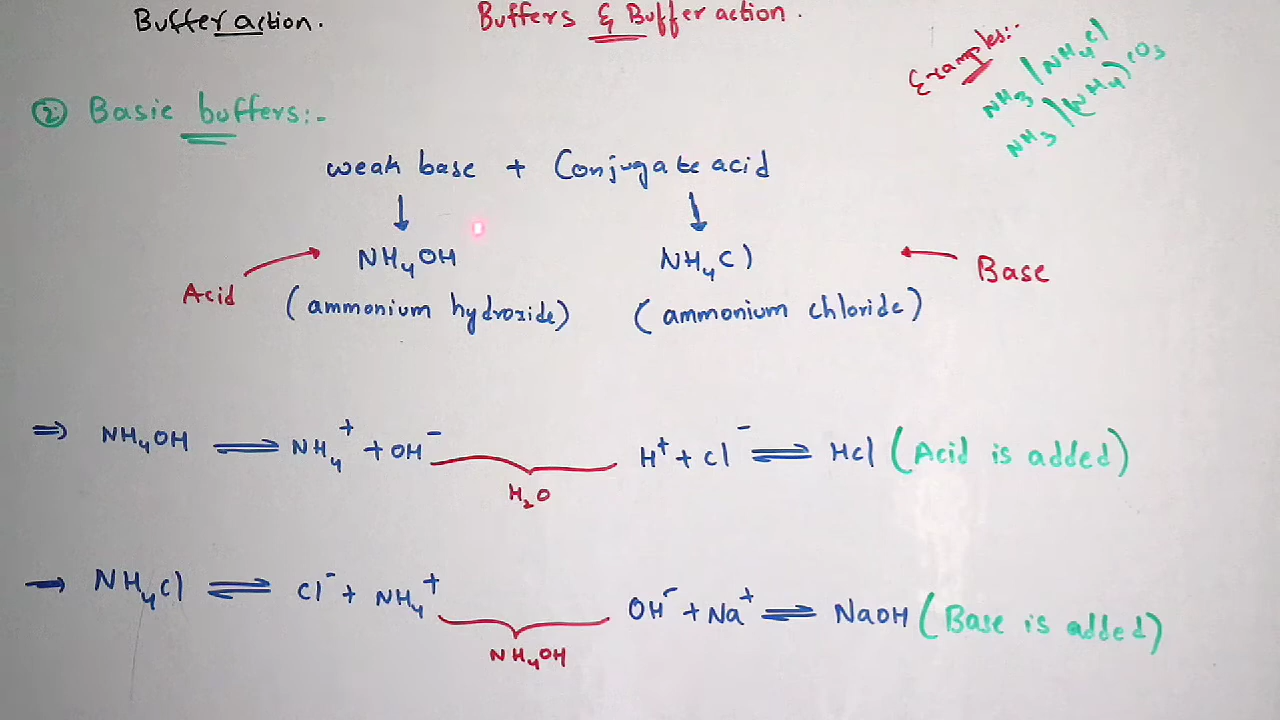 Buffer action.
Buffers & Buffer action.
Examples:-
NH3/NH4Cl
NH3/(NH4)CO3
② Basic buffers:-
weak base + Conjugate acid
↓ ↓
NH4OH NH4Cl
Acid Base
(ammonium hydroxide) (ammonium chloride)
⇒ NH4OH ⇌ NH4+ + OH- H+ + Cl- ⇌ HCl (Acid is added)
H2O
→ NH4Cl ⇌ Cl- + NH4+ OH- + Na+ ⇌ NaOH (Base is added)
NH4OH